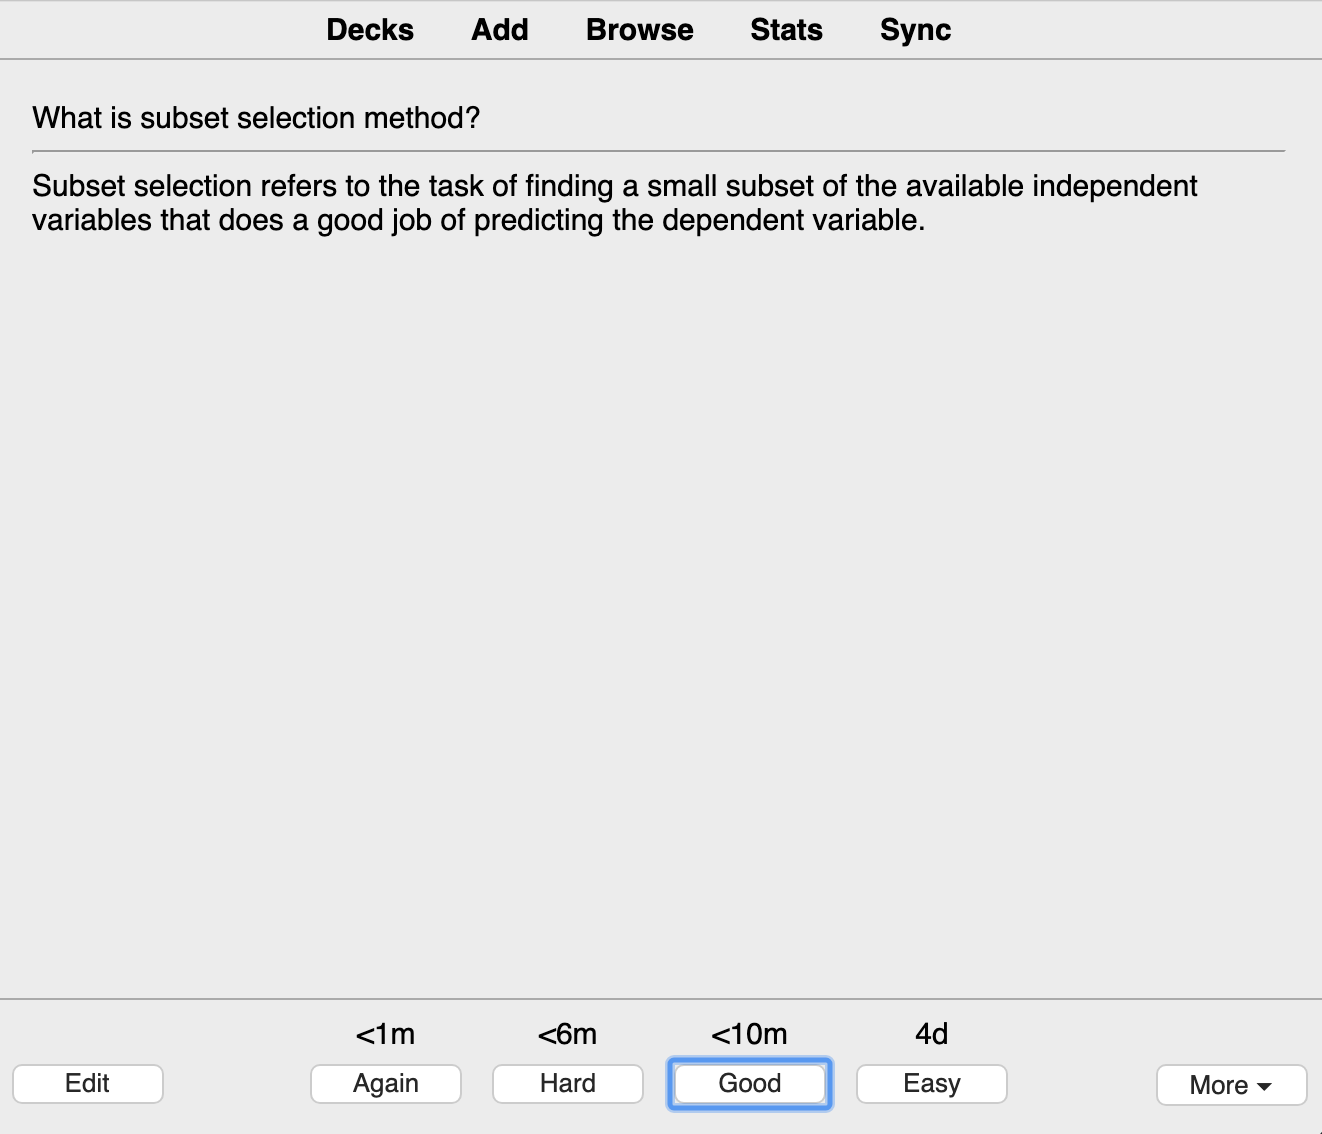 Decks Add Browse Stats Sync
What is subset selection method?
Subset selection refers to the task of finding a small subset of the available independent
variables that does a good job of predicting the dependent variable.
<1m <6m <10m 4d
Edit Again Hard Good Easy More